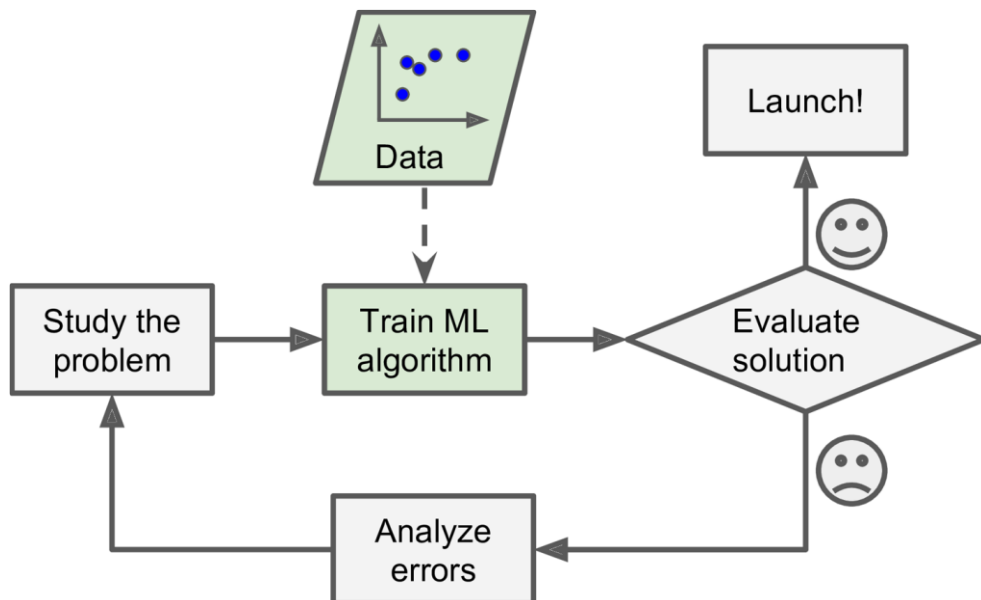 Data
Launch!
Study the
problem
Train ML
algorithm
Evaluate
solution
Analyze
errors